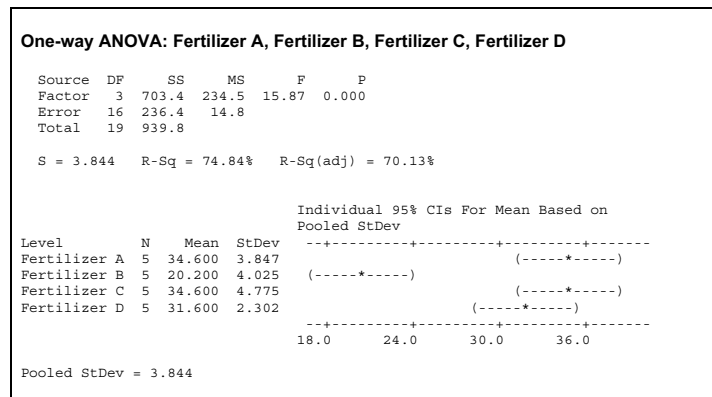 One-way ANOVA: Fertilizer A, Fertilizer B, Fertilizer C, Fertilizer D
Source DF SS MS F P
Factor 3 703.4 234.5 15.87 0.000
Error 16 236.4 14.8
Total 19 939.8
S = 3.844 R-Sq = 74.84% R-Sq(adj) = 70.13%
Individual 95% CIs For Mean Based on
Pooled StDev
Level N Mean StDev --+---------+---------+---------+-------
Fertilizer A 5 34.600 3.847 (-----*-----)
Fertilizer B 5 20.200 4.025 (-----*-----)
Fertilizer C 5 34.600 4.775 (-----*-----)
Fertilizer D 5 31.600 2.302 (-----*-----)
--+---------+---------+---------+-------
18.0 24.0 30.0 36.0
Pooled StDev = 3.844